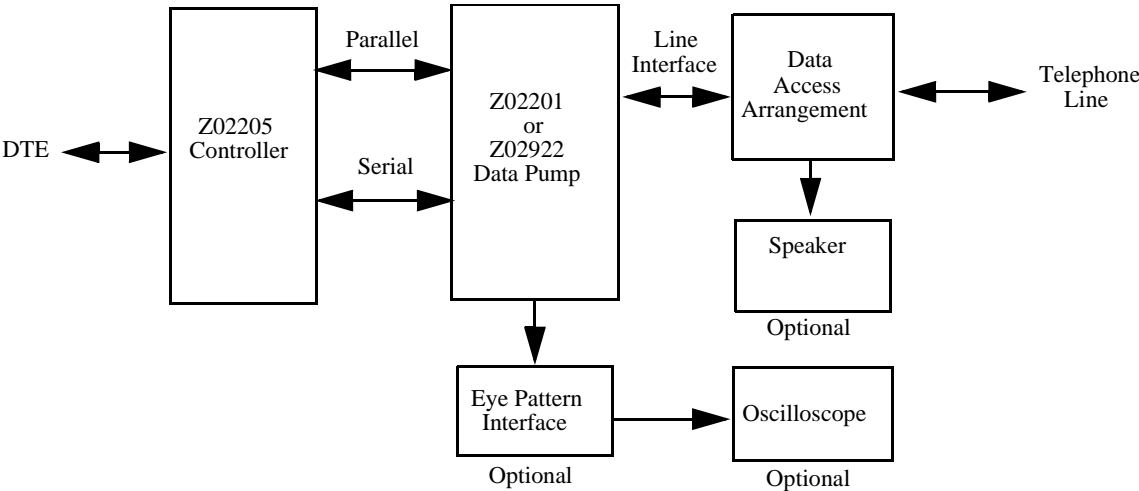 DTE
Z02205
Controller
Parallel
Serial
Z02201
or
Z02922
Data Pump
Line
Interface
Data
Access
Arrangement
Telephone
Line
Speaker
Optional
Eye Pattern
Interface
Optional
Oscilloscope
Optional